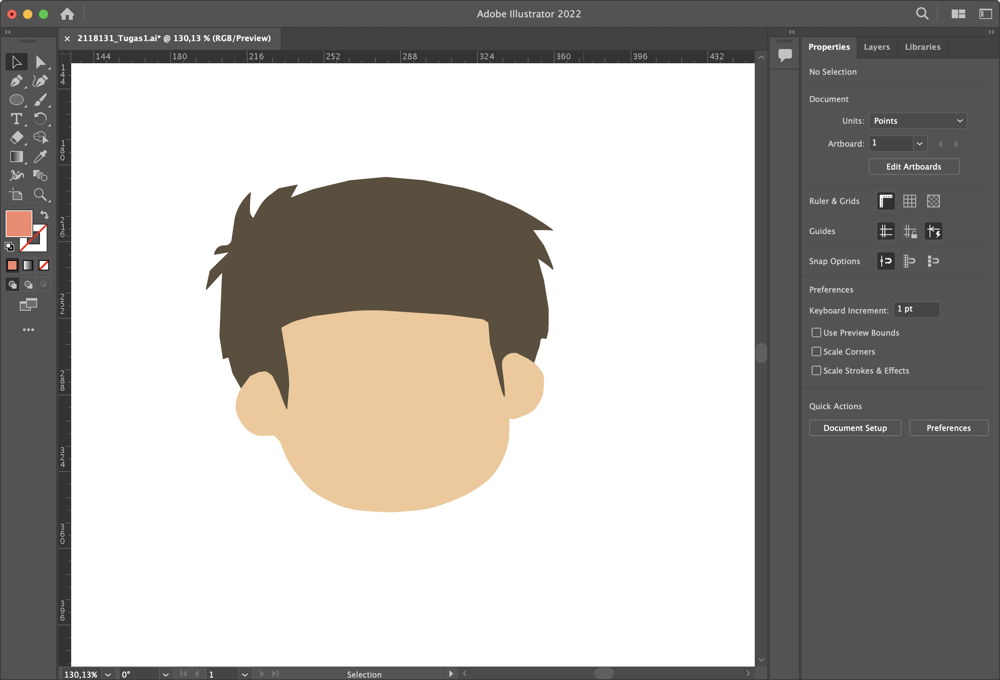 Adobe Illustrator 2022
2118131_Tugas1.ai* @ 130,13 % (RGB/Preview)
144 180 216 252 288 324 360 396 432
144
180
216
252
288
324
360
396
Properties Layers Libraries
No Selection
Document
Units: Points
Artboard: 1
Edit Artboards
Ruler & Grids
Guides
Snap Options
Preferences
Keyboard Increment: 1 pt
Use Preview Bounds
Scale Corners
Scale Strokes & Effects
Quick Actions
Document Setup Preferences
130,13% 0° 1 Selection